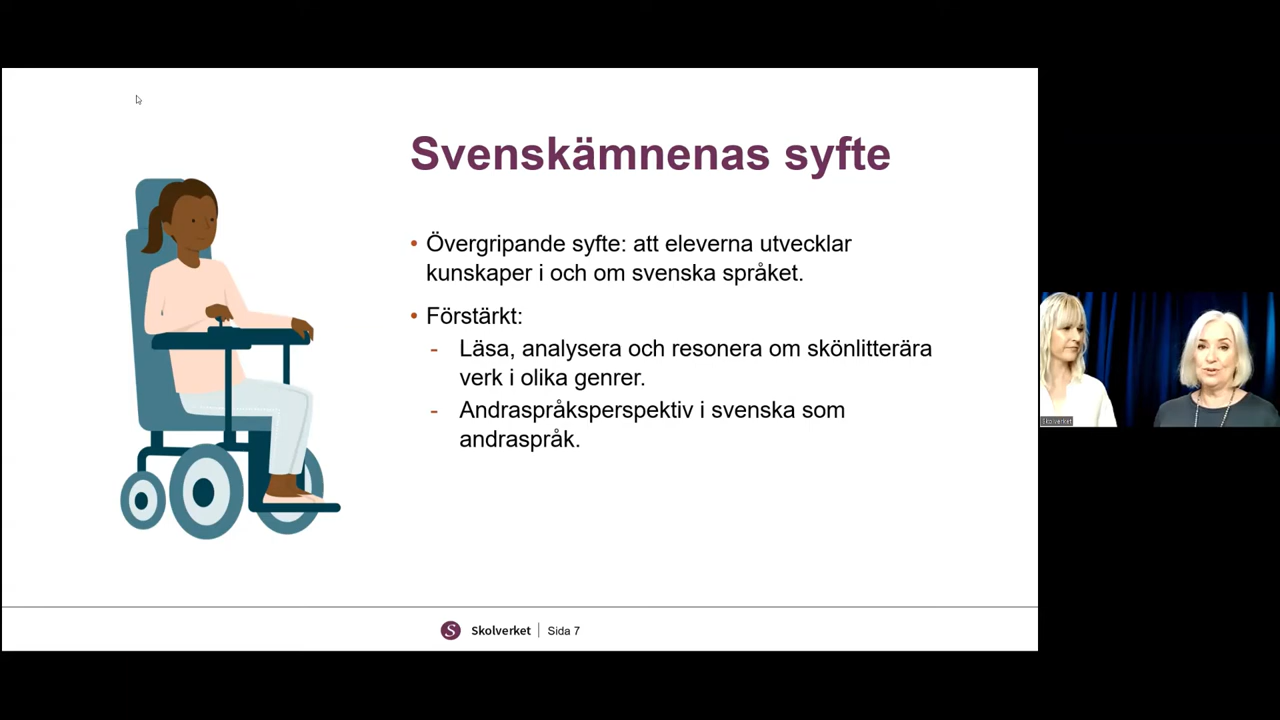 Svenskämnenas syfte
• Övergripande syfte: att eleverna utvecklar
kunskaper i och om svenska språket.
• Förstärkt:
- Läsa, analysera och resonera om skönlitterära
verk i olika genrer.
- Andraspråksperspektiv i svenska som
andraspråk.
Skolverket
S Skolverket | Sida 7